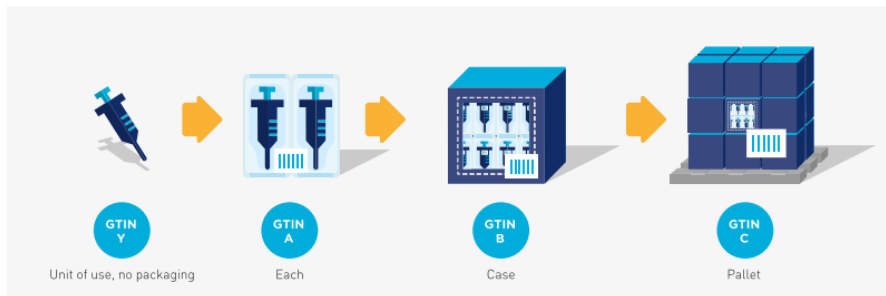 GTIN
Y
GTIN
A
GTIN
B
GTIN
C
Unit of use, no packaging
Each
Case
Pallet